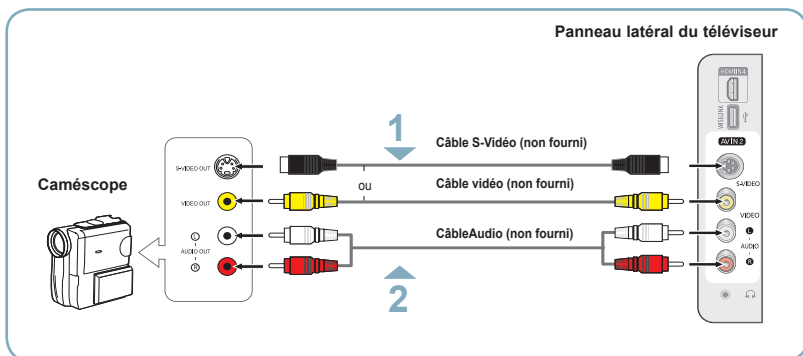 Panneau latéral du téléviseur
HDMI IN 4
WISELINK
AV IN 2
1
Câble S-Vidéo (non fourni)
S-VIDEO OUT
S-VIDEO
Caméscope
ou
Câble vidéo (non fourni)
VIDEO OUT
VIDEO
CâbleAudio (non fourni)
L
AUDIO OUT
R
L
AUDIO
R
2